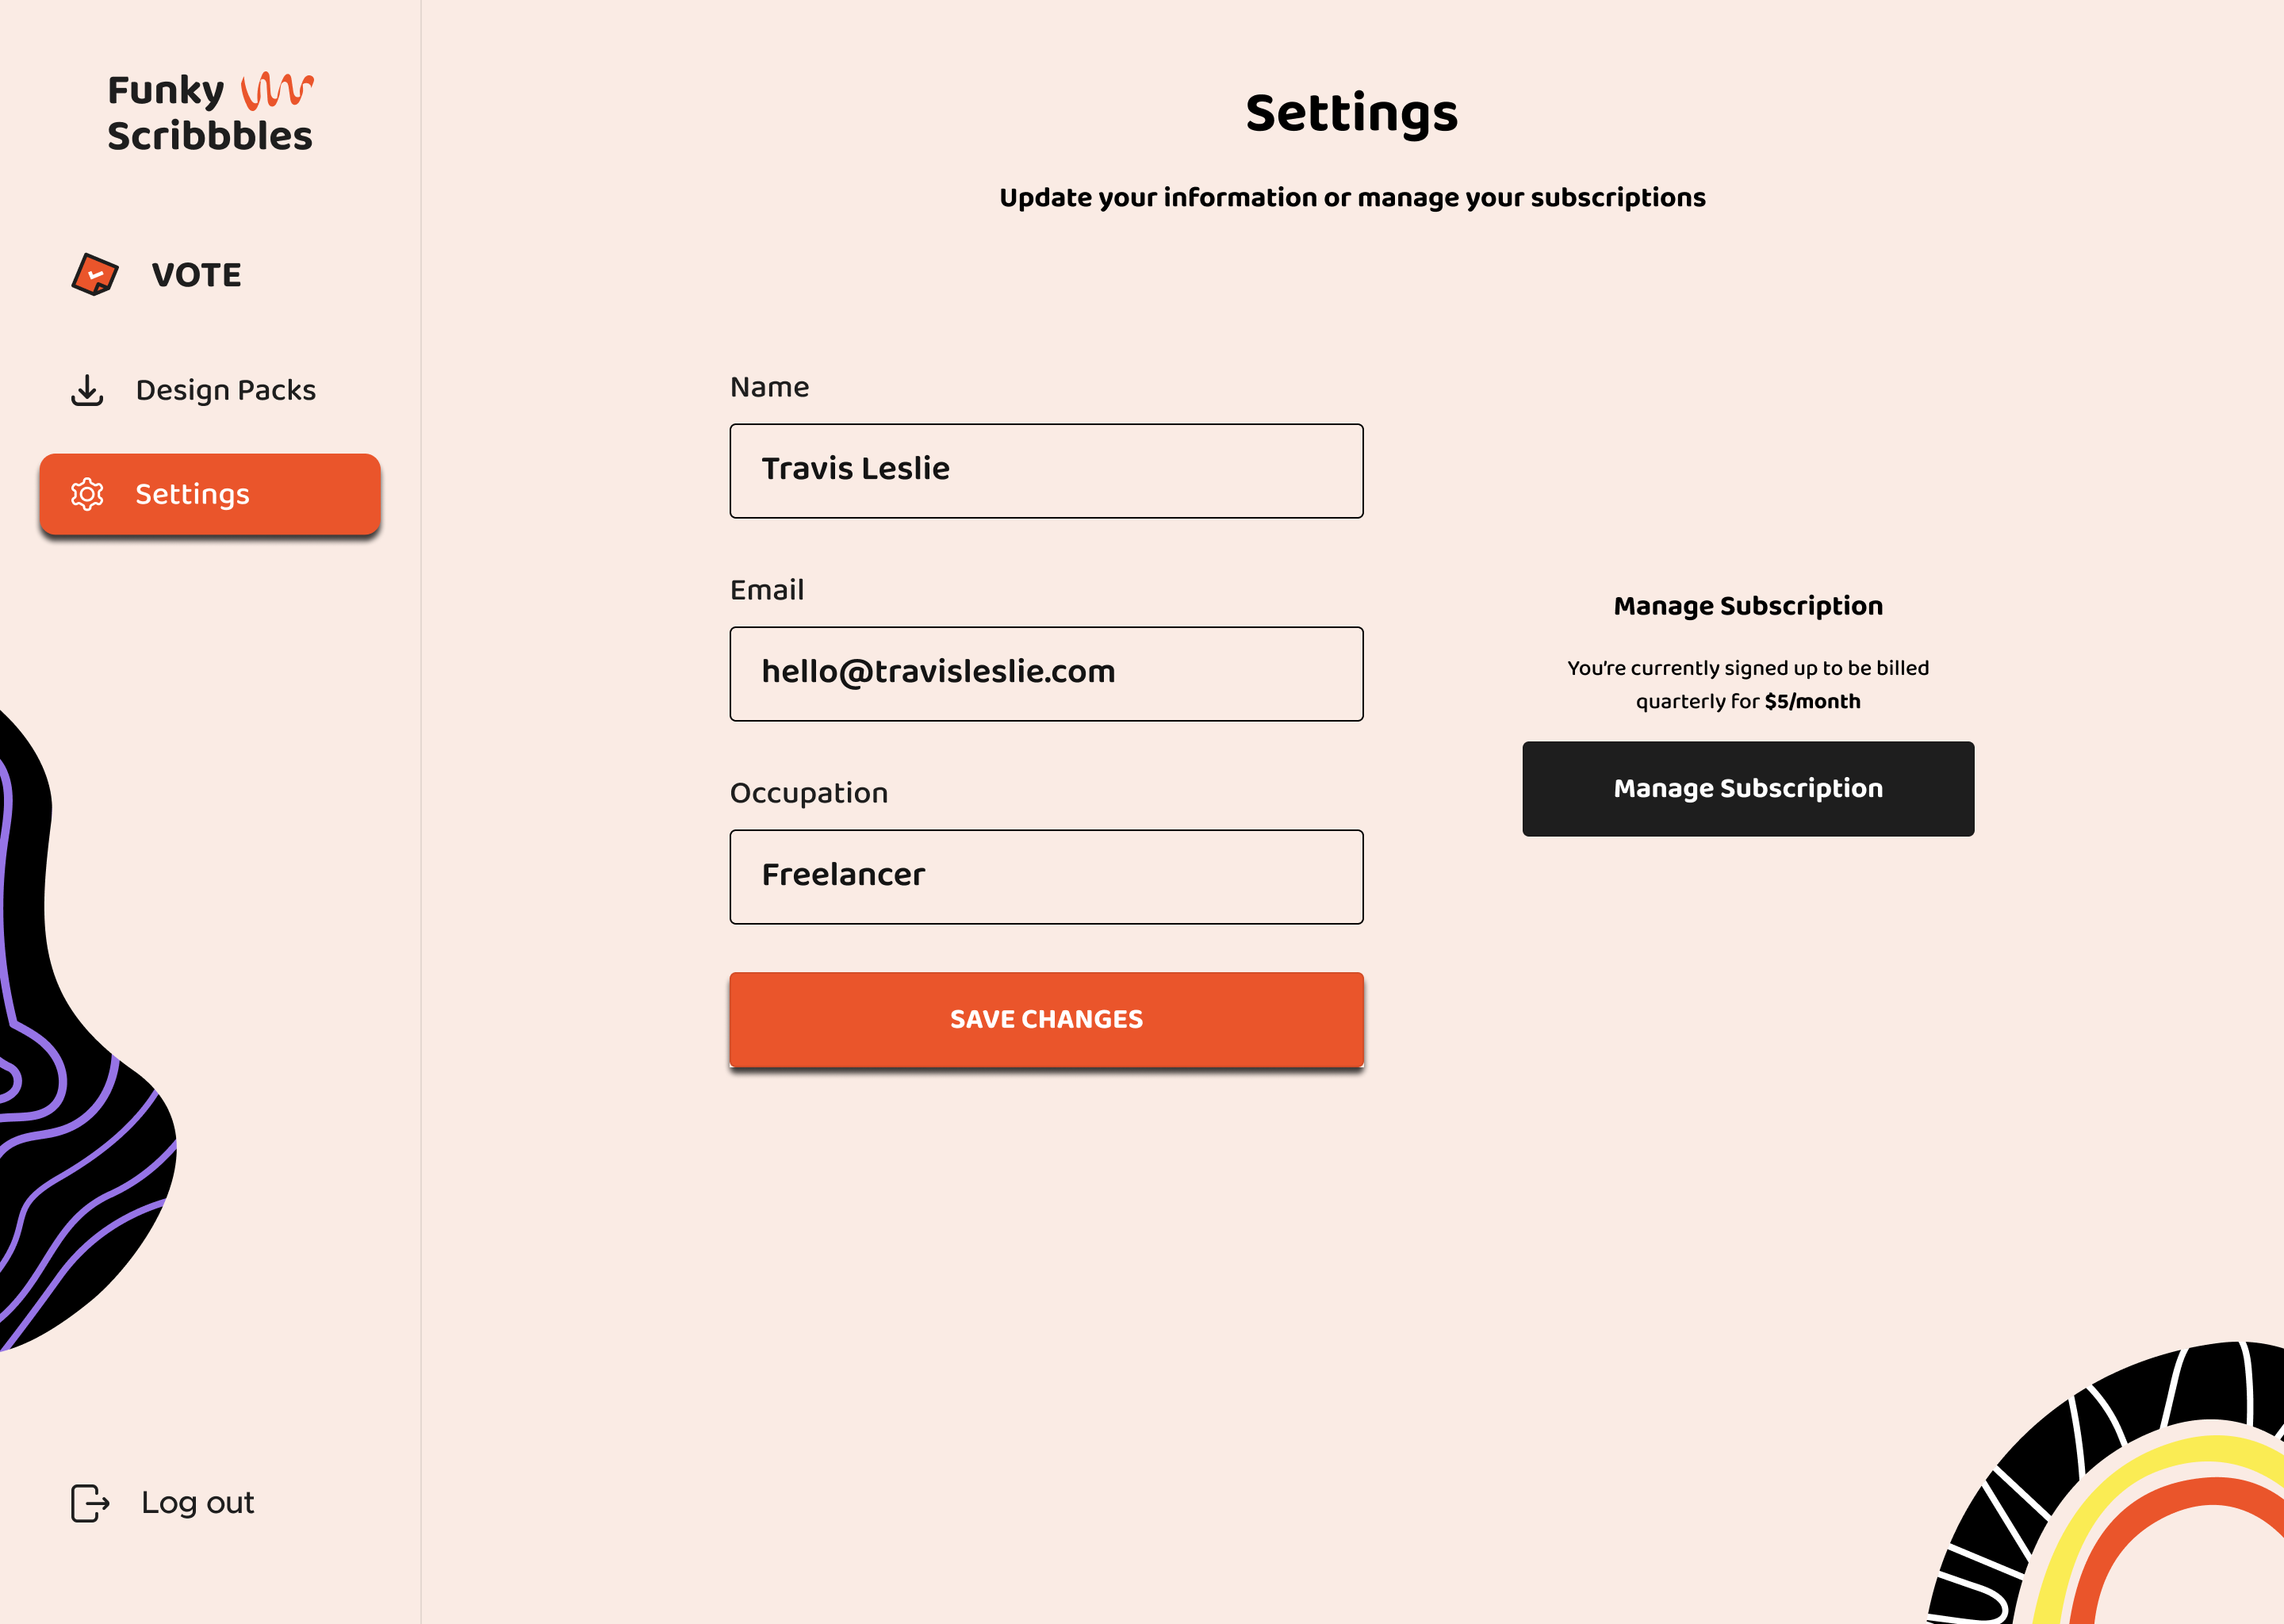 Funky
Scribbbles
VOTE
Design Packs
Settings
Log out
Settings
Update your information or manage your subscriptions
Name
Travis Leslie
Email
hello@travisleslie.com
Occupation
Freelancer
SAVE CHANGES
Manage Subscription
You’re currently signed up to be billed
quarterly for $5/month
Manage Subscription